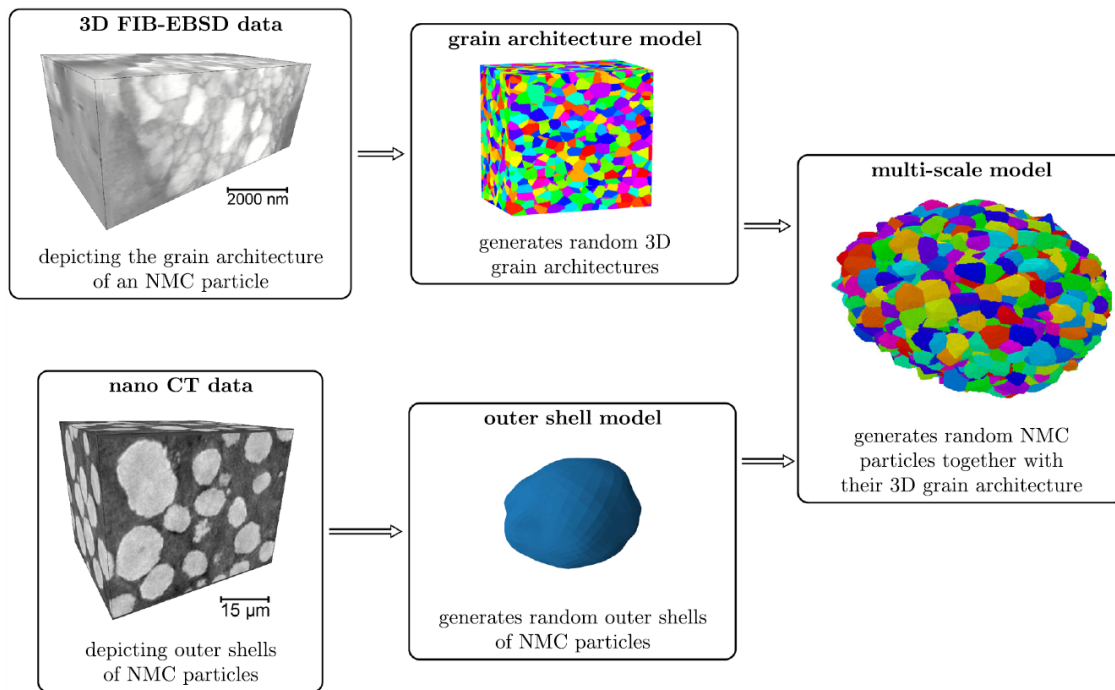 3D FIB-EBSD data
2000 nm
depicting the grain architecture
of an NMC particle
grain architecture model
generates random 3D
grain architectures
nano CT data
15 µm
depicting outer shells
of NMC particles
outer shell model
generates random outer shells
of NMC particles
multi-scale model
generates random NMC
particles together with
their 3D grain architecture